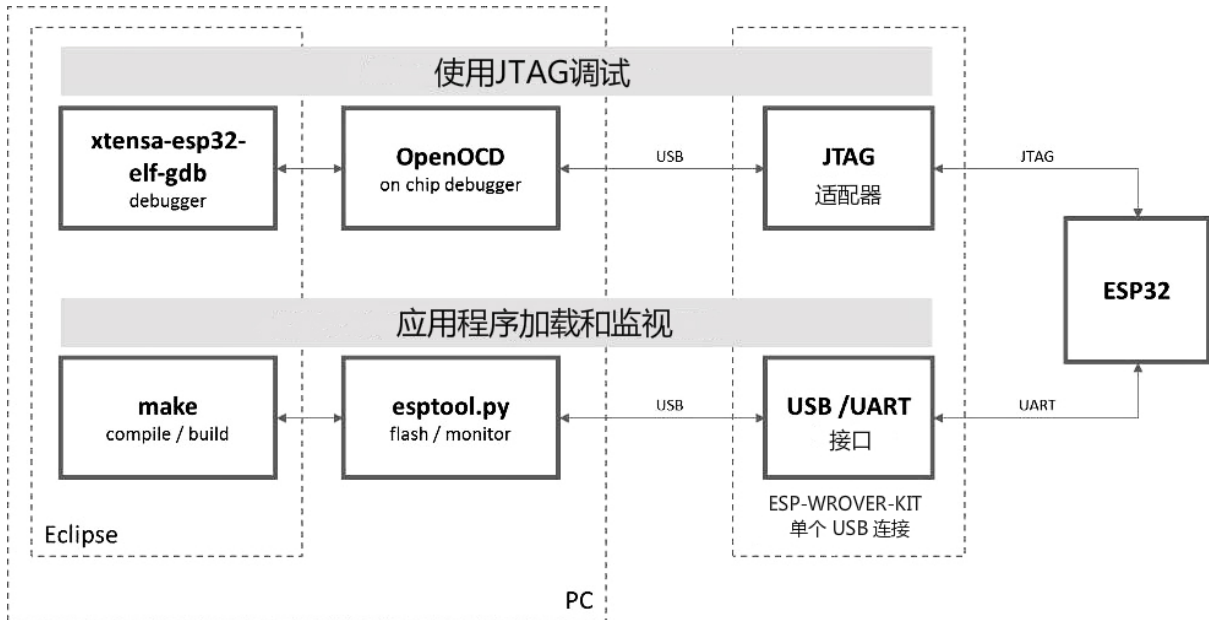 使用JTAG调试
xtensa-esp32-
elf-gdb
debugger
OpenOCD
on chip debugger
USB
JTAG
适配器
JTAG
ESP32
应用程序加载和监视
make
compile / build
esptool.py
flash / monitor
USB
USB /UART
接口
UART
ESP-WROVER-KIT
单个 USB 连接
Eclipse
PC